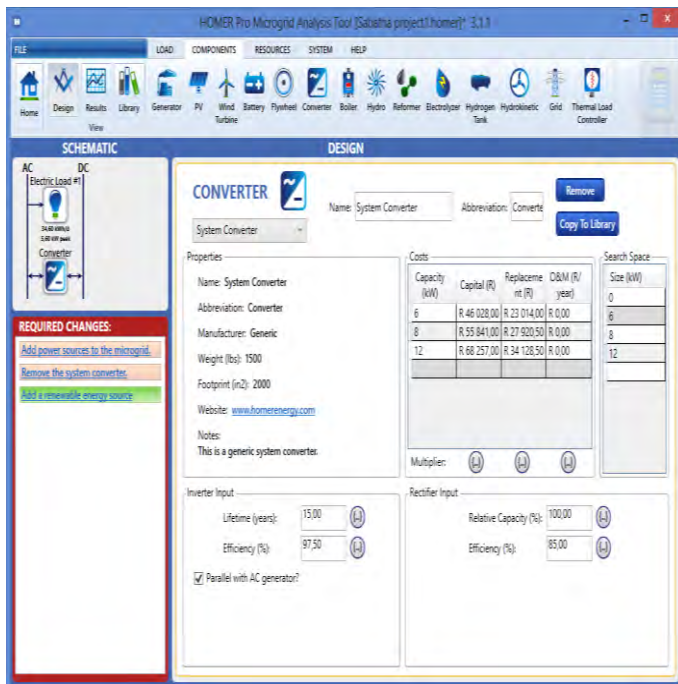 HOMER Pro Microgrid Analysis Tool [Sabatha project1.homer]* 3.1.1
FILE LOAD COMPONENTS RESOURCES SYSTEM HELP
Home Design Results Library Generator PV Wind Turbine Battery Flywheel Converter Boiler Hydro Reformer Electrolyzer Hydrogen Tank Hydrokinetic Grid Thermal Load Controller
View
SCHEMATIC DESIGN
AC DC
Electric Load #1
5,60 kW peak
Converter
REQUIRED CHANGES:
Add power sources to the microgrid.
Remove the system converter.
Add a renewable energy source
CONVERTER
Name: System Converter Abbreviation: Converte Remove
System Converter Copy To Library
Properties
Name: System Converter
Abbreviation: Converter
Manufacturer: Generic
Weight (lbs): 1500
Footprint (in2): 2000
Website: www.homerenergy.com
Notes:
This is a generic system converter.
Costs
Capacity (kW) Capital (R) Replaceme nt (R) O&M (R/ year)
6 R 46 028,00 R 23 014,00 R 0,00
8 R 55 841,00 R 27 920,50 R 0,00
12 R 68 257,00 R 34 128,50 R 0,00
Multiplier: (..) (..) (..)
Search Space
Size (kW)
0
6
8
12
Inverter Input
Lifetime (years): 15,00 (..)
Efficiency (%): 97,50 (..)
Parallel with AC generator?
Rectifier Input
Relative Capacity (%): 100,00 (..)
Efficiency (%): 85,00 (..)